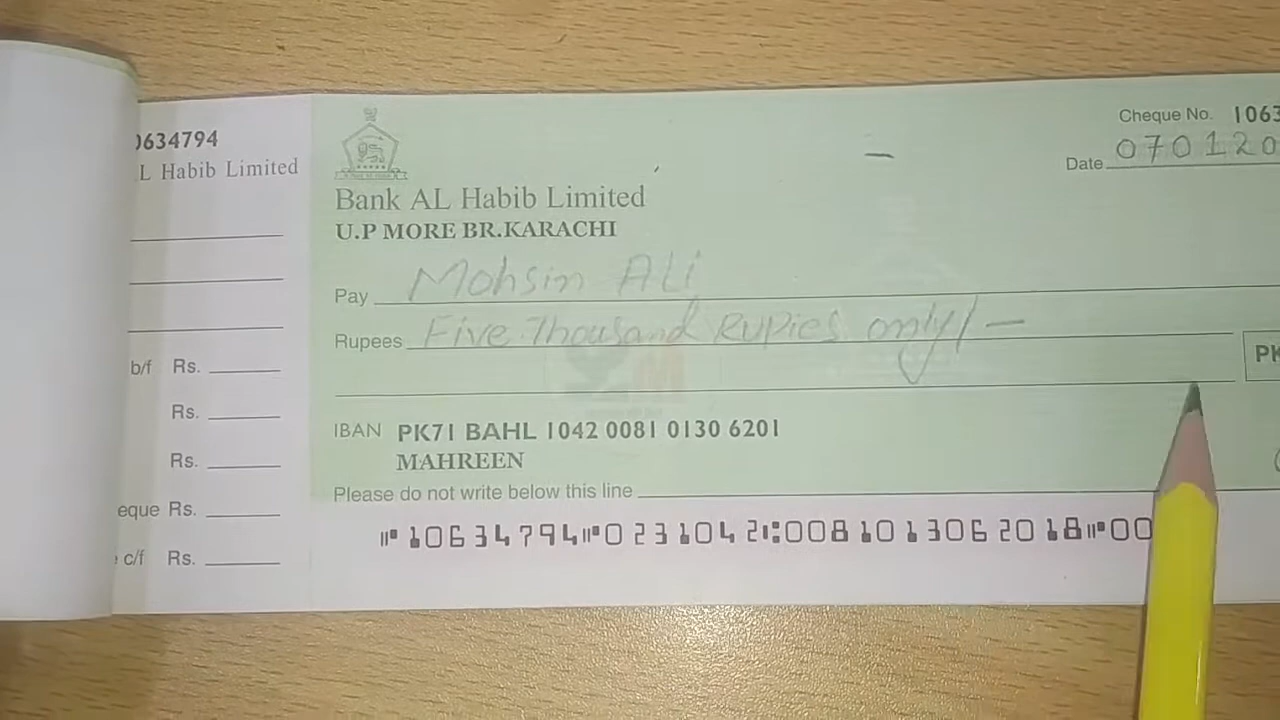 0634794
L Habib Limited
b/f Rs.
Rs.
Rs.
eque Rs.
c/f Rs.
Cheque No. 1063
Date 070120
Bank AL Habib Limited
U.P MORE BR.KARACHI
Pay Mohsin ALi
Rupees Five Thousand Rupies only/-
PK
IBAN PK71 BAHL 1042 0081 0130 6201
MAHREEN
Please do not write below this line
⑈10634794⑈0231042⑆0081013062018⑈00